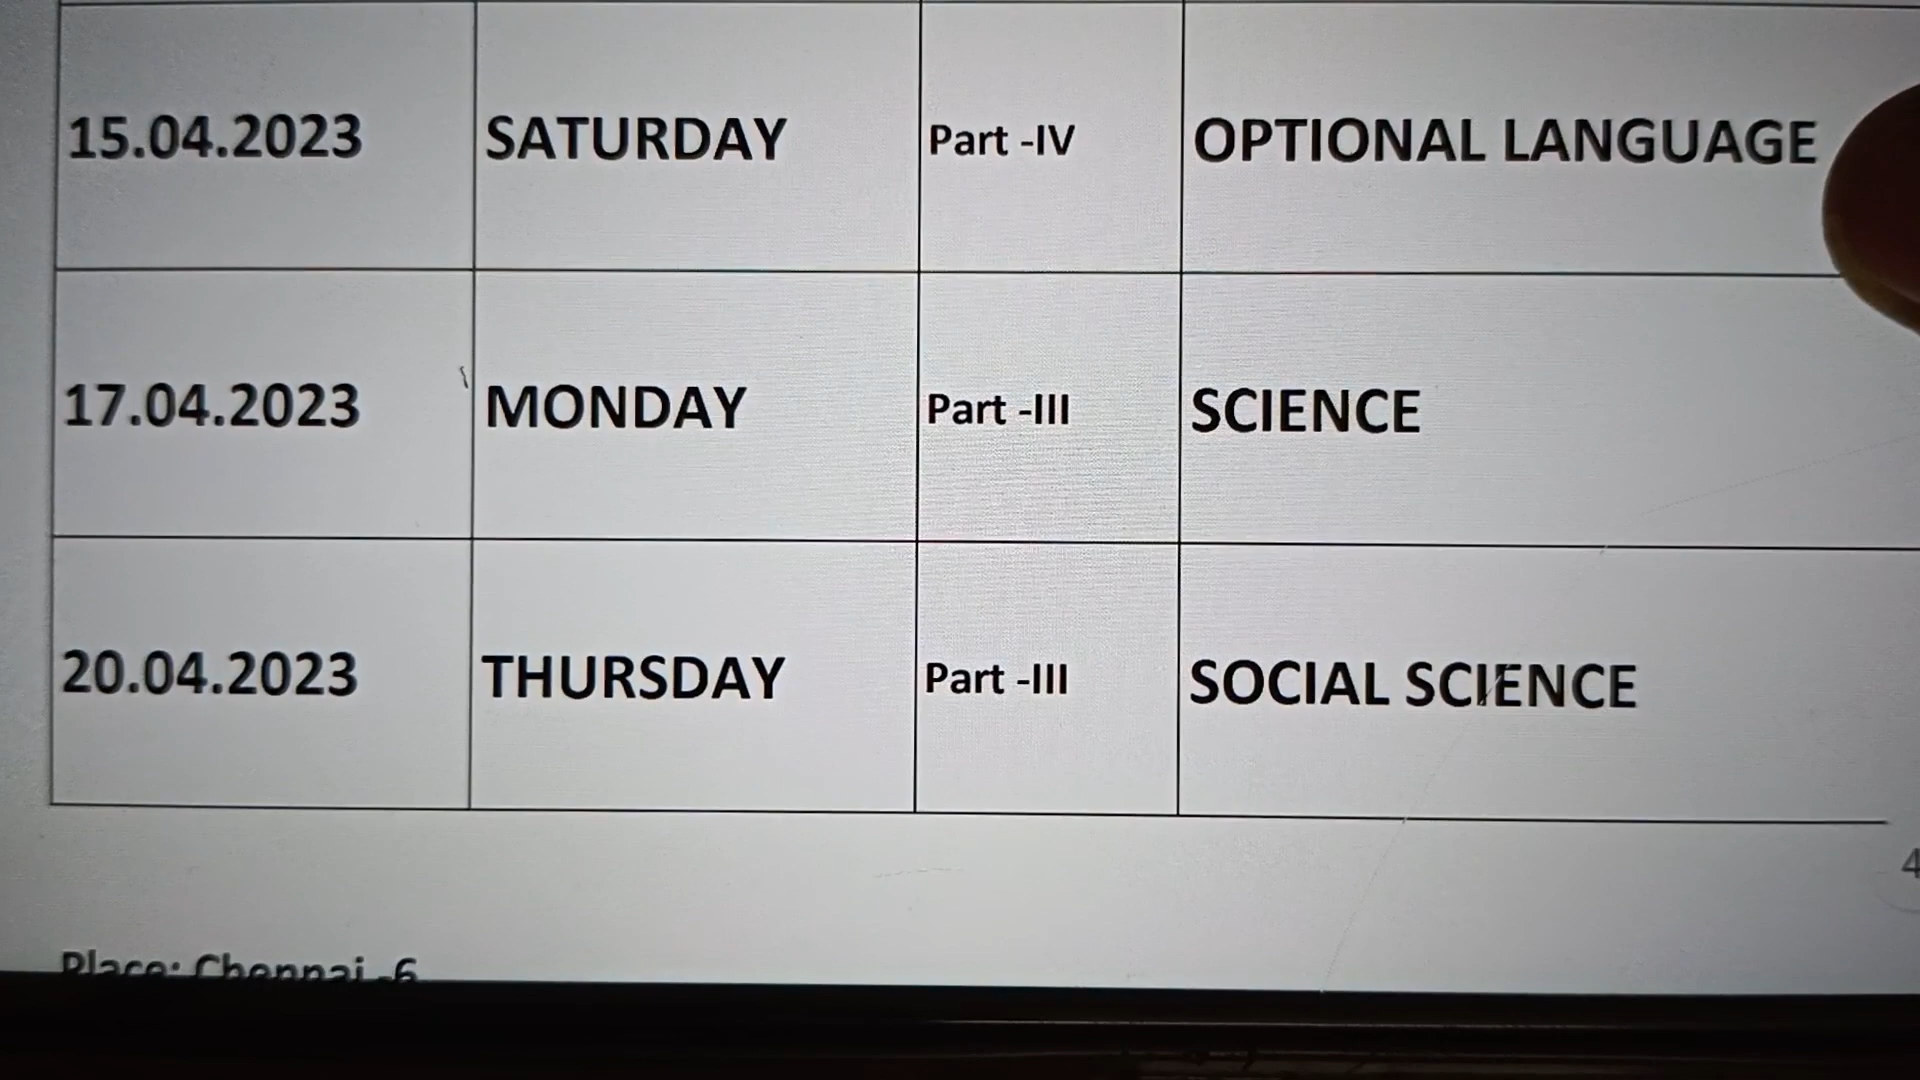 15.04.2023 SATURDAY Part -IV OPTIONAL LANGUAGE
17.04.2023 MONDAY Part -III SCIENCE
20.04.2023 THURSDAY Part -III SOCIAL SCIENCE
4
Place: Chennai -6